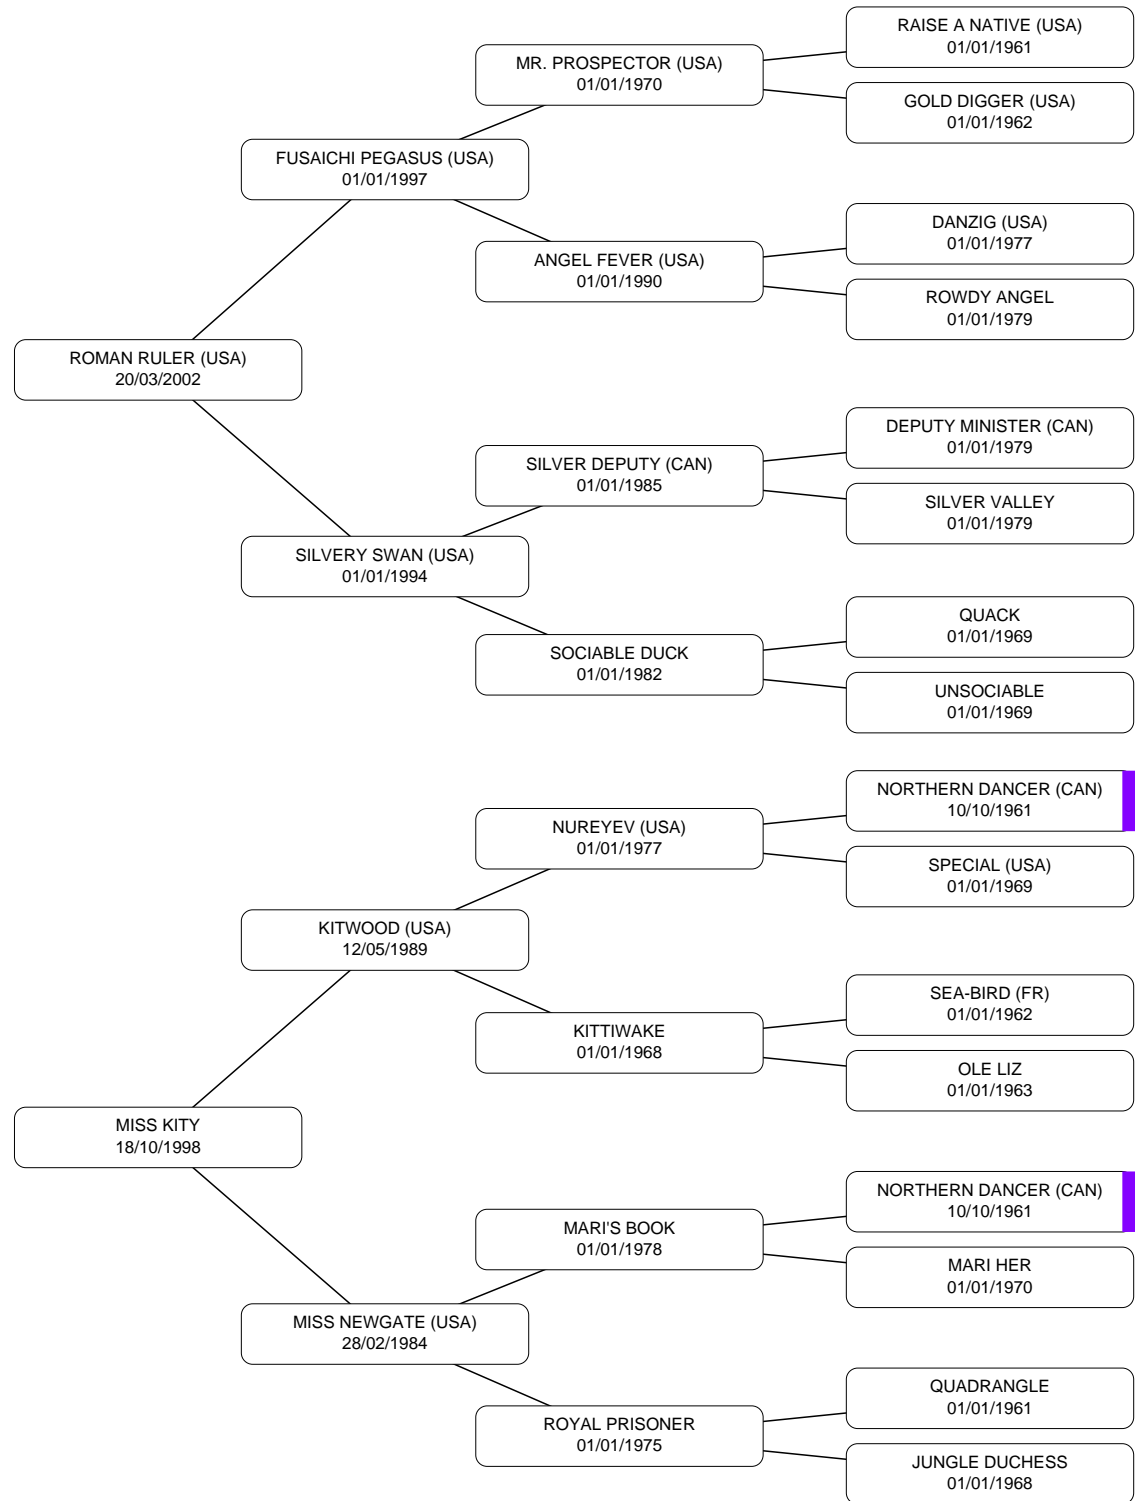 RAISE A NATIVE (USA)
01/01/1961
MR. PROSPECTOR (USA)
01/01/1970
GOLD DIGGER (USA)
01/01/1962
FUSAICHI PEGASUS (USA)
01/01/1997
DANZIG (USA)
01/01/1977
ANGEL FEVER (USA)
01/01/1990
ROWDY ANGEL
01/01/1979
ROMAN RULER (USA)
20/03/2002
DEPUTY MINISTER (CAN)
01/01/1979
SILVER DEPUTY (CAN)
01/01/1985
SILVER VALLEY
01/01/1979
SILVERY SWAN (USA)
01/01/1994
QUACK
01/01/1969
SOCIABLE DUCK
01/01/1982
UNSOCIABLE
01/01/1969
NORTHERN DANCER (CAN)
10/10/1961
NUREYEV (USA)
01/01/1977
SPECIAL (USA)
01/01/1969
KITWOOD (USA)
12/05/1989
SEA-BIRD (FR)
01/01/1962
KITTIWAKE
01/01/1968
OLE LIZ
01/01/1963
MISS KITY
18/10/1998
NORTHERN DANCER (CAN)
10/10/1961
MARI'S BOOK
01/01/1978
MARI HER
01/01/1970
MISS NEWGATE (USA)
28/02/1984
QUADRANGLE
01/01/1961
ROYAL PRISONER
01/01/1975
JUNGLE DUCHESS
01/01/1968